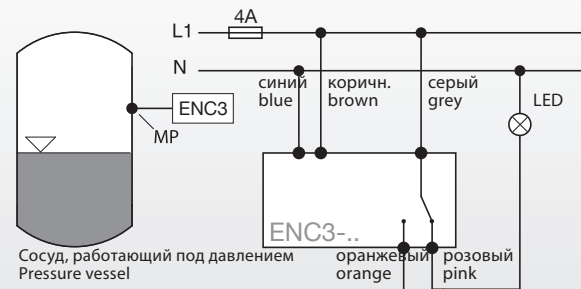 4A
L1
N
синий
blue
коричн.
brown
серый
grey
LED
ENC3
MP
ENC3-..
Сосуд, работающий под давлением
Pressure vessel
оранжевый
orange
розовый
pink